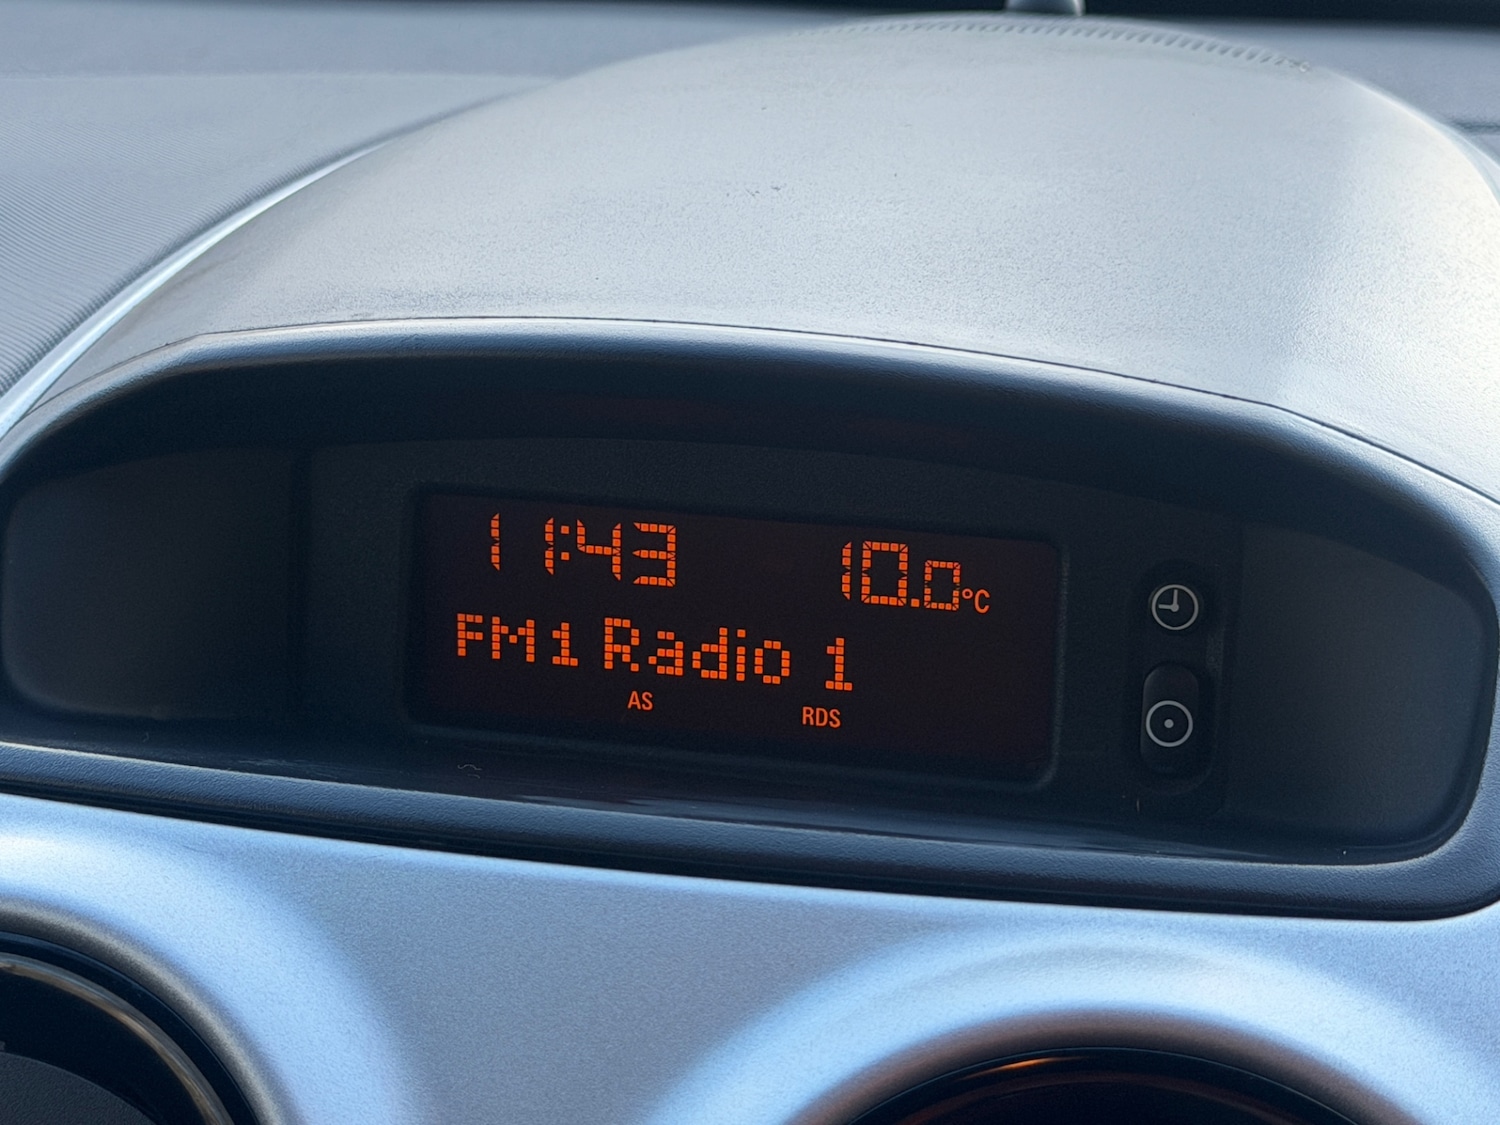 11:43 10.0°C
FM1 Radio 1
AS RDS